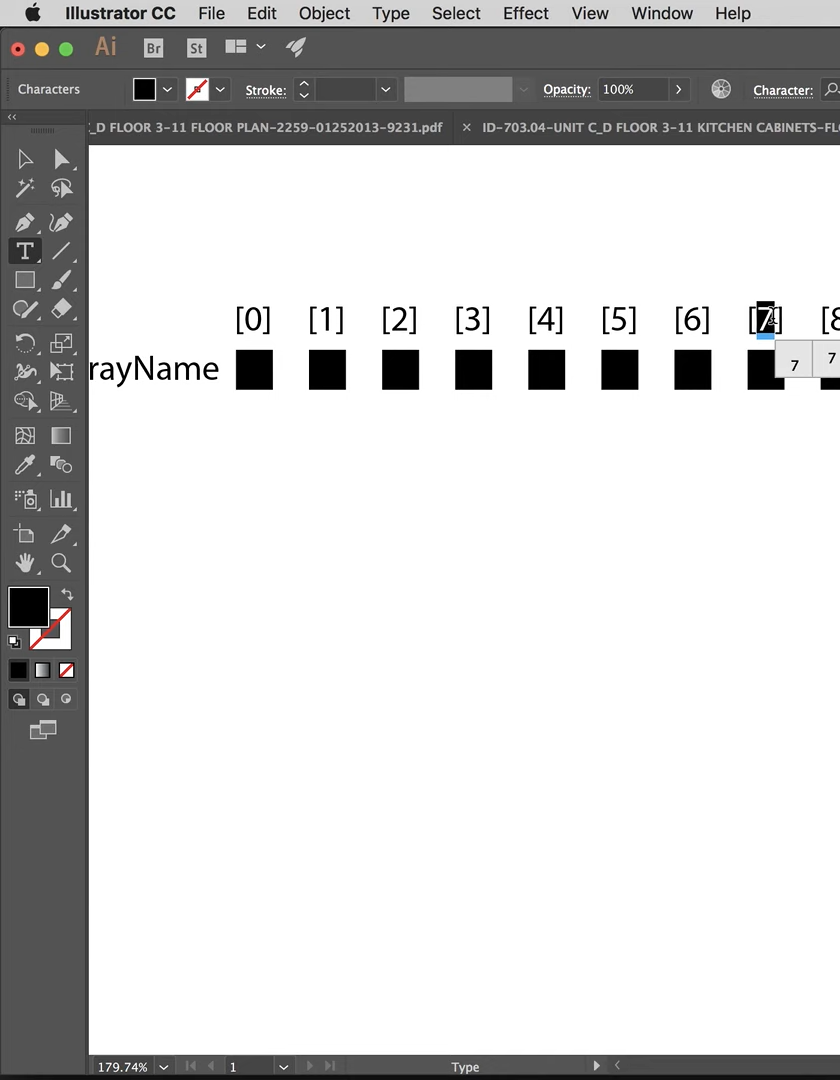 Illustrator CC File Edit Object Type Select Effect View Window Help
Ai Br St
Characters Stroke: Opacity: 100% Character:
_D FLOOR 3-11 FLOOR PLAN-2259-01252013-9231.pdf × ID-703.04-UNIT C_D FLOOR 3-11 KITCHEN CABINETS-FL
[0] [1] [2] [3] [4] [5] [6] [7] [8
rayName
7 7
179.74% 1 Type